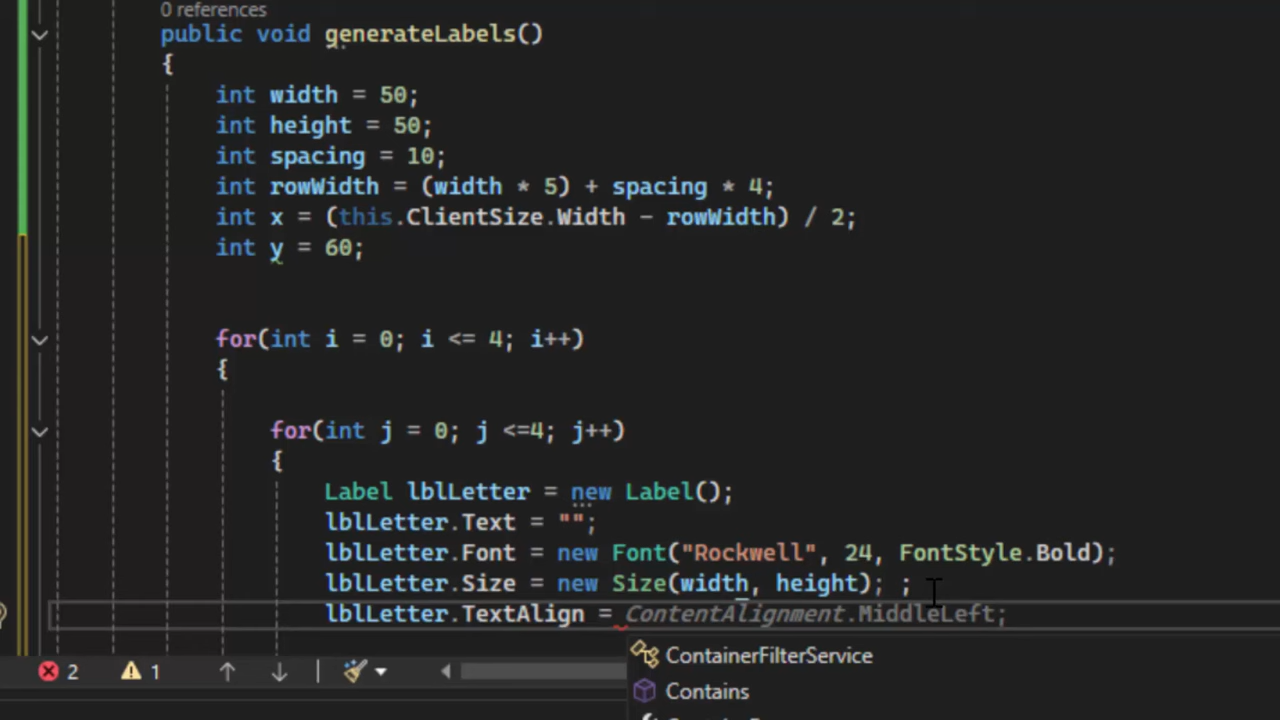 0 references
public void generateLabels()
{
int width = 50;
int height = 50;
int spacing = 10;
int rowWidth = (width * 5) + spacing * 4;
int x = (this.ClientSize.Width - rowWidth) / 2;
int y = 60;
for(int i = 0; i <= 4; i++)
{
for(int j = 0; j <=4; j++)
{
Label lblLetter = new Label();
lblLetter.Text = "";
lblLetter.Font = new Font("Rockwell", 24, FontStyle.Bold);
lblLetter.Size = new Size(width, height); ;
lblLetter.TextAlign = ContentAlignment.MiddleLeft;
ContainerFilterService
2 1
Contains